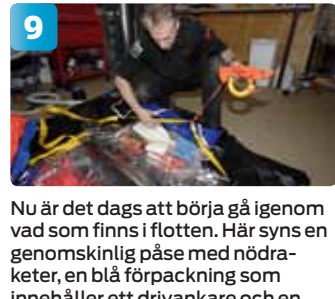 9
Nu är det dags att börja gå igenom
vad som finns i flotten. Här syns en
genomskinlig påse med nödra-
keter, en blå förpackning som
innehåller ett drivankare och en